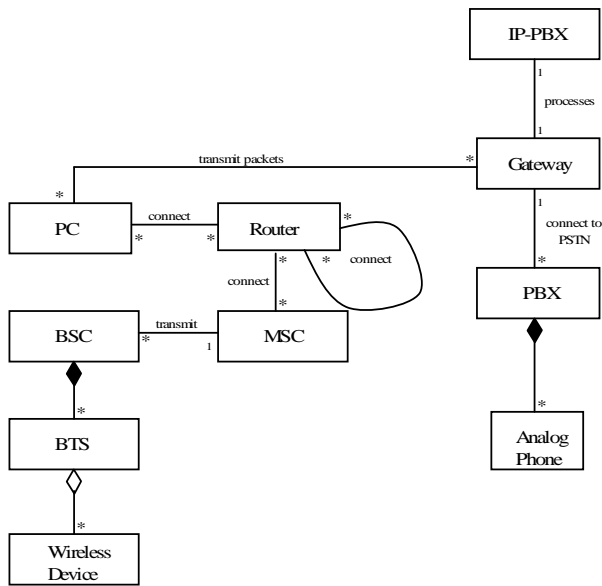 IP-PBX
1
processes
1
transmit packets
*
Gateway
*
1
PC
connect
Router
*
*
*
*
connect
connect to
PSTN
*
connect
*
*
PBX
BSC
transmit
MSC
*
1
*
*
BTS
Analog
Phone
*
Wireless
Device